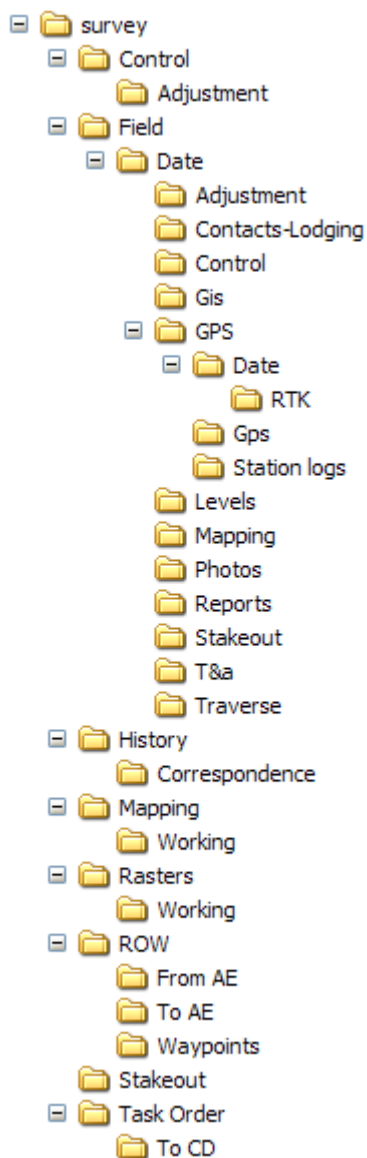 survey
Control
Adjustment
Field
Date
Adjustment
Contacts-Lodging
Control
Gis
GPS
Date
RTK
Gps
Station logs
Levels
Mapping
Photos
Reports
Stakeout
T&a
Traverse
History
Correspondence
Mapping
Working
Rasters
Working
ROW
From AE
To AE
Waypoints
Stakeout
Task Order
To CD